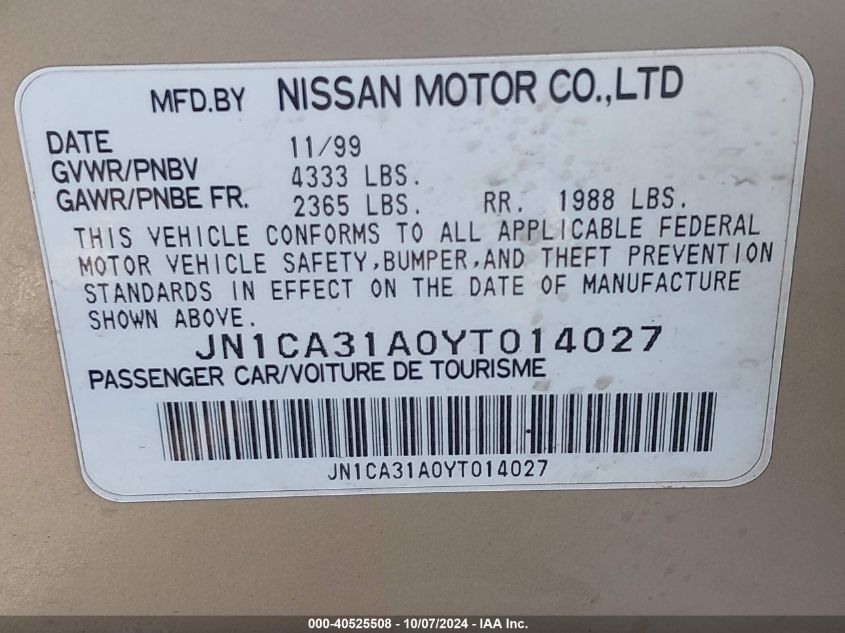 MFD.BY NISSAN MOTOR CO.,LTD
DATE 11/99
GVWR/PNBV 4333 LBS.
GAWR/PNBE FR. 2365 LBS. RR. 1988 LBS.
THIS VEHICLE CONFORMS TO ALL APPLICABLE FEDERAL
MOTOR VEHICLE SAFETY,BUMPER,AND THEFT PREVENTION
STANDARDS IN EFFECT ON THE DATE OF MANUFACTURE
SHOWN ABOVE.
JN1CA31A0YT014027
PASSENGER CAR/VOITURE DE TOURISME
JN1CA31A0YT014027
000-40525508 - 10/07/2024 - IAA Inc.